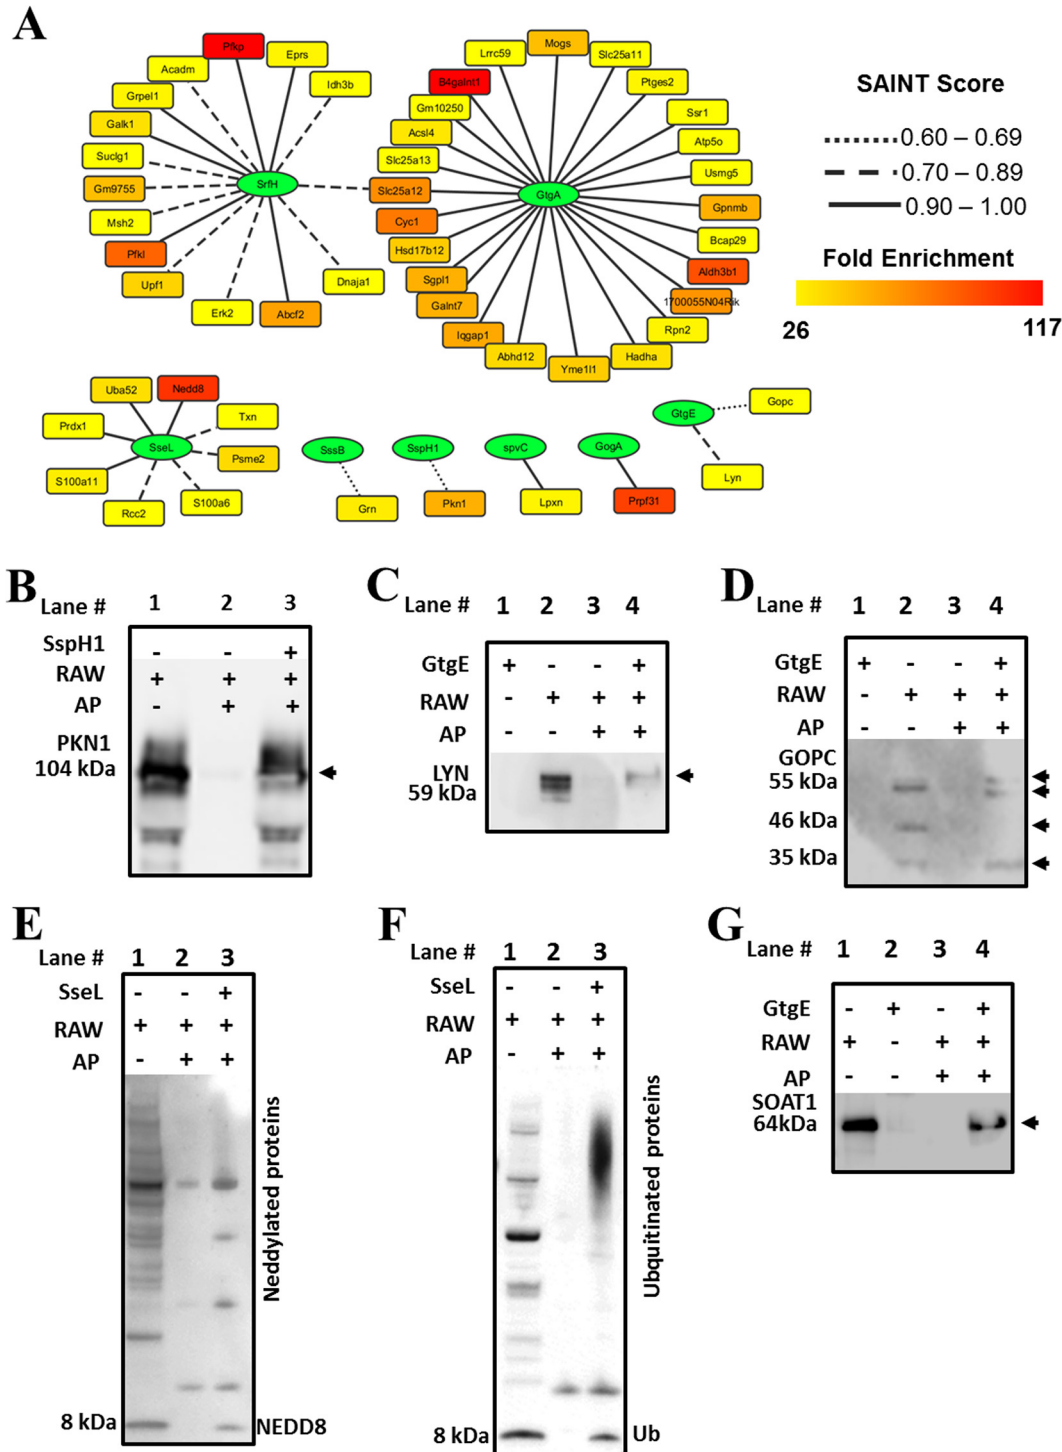 A
Pfkp
Eprs
Acadm
Idh3b
Grpel1
Galk1
Suclg1
SrfH
Gm9755
Msh2
Pfkl
Upf1
Erk2
Abcf2
Dnaja1
Mogs
Lrrc59
Slc25a11
B4galnt1
Ptges2
Gm10250
Ssr1
Acsl4
Atp5o
Slc25a13
Usmg5
Slc25a12
GtgA
Gpnmb
Cyc1
Bcap29
Hsd17b12
Aldh3b1
Sgpl1
1700055N04Rik
Galnt7
Rpn2
Iqgap1
Hadha
Abhd12
Yme1l1
SAINT Score
0.60 – 0.69
0.70 – 0.89
0.90 – 1.00
Fold Enrichment
26 117
Uba52
Nedd8
Prdx1
Txn
SseL
Psme2
S100a11
S100a6
Rcc2
SssB
Grn
SspH1
Pkn1
spvC
Lpxn
GogA
Prpf31
GtgE
Gopc
Lyn
B
Lane # 1 2 3
SspH1 - - +
RAW + + +
AP - + +
PKN1
104 kDa
C
Lane # 1 2 3 4
GtgE + - - +
RAW - + + +
AP - - + +
LYN
59 kDa
D
Lane # 1 2 3 4
GtgE + - - +
RAW - + + +
AP - - + +
GOPC
55 kDa
46 kDa
35 kDa
E
Lane # 1 2 3
SseL - - +
RAW + + +
AP - + +
Neddylated proteins
8 kDa NEDD8
F
Lane # 1 2 3
SseL - - +
RAW + + +
AP - + +
Ubquitinated proteins
8 kDa Ub
G
Lane # 1 2 3 4
GtgE - + - +
RAW + - + +
AP - - + +
SOAT1
64kDa